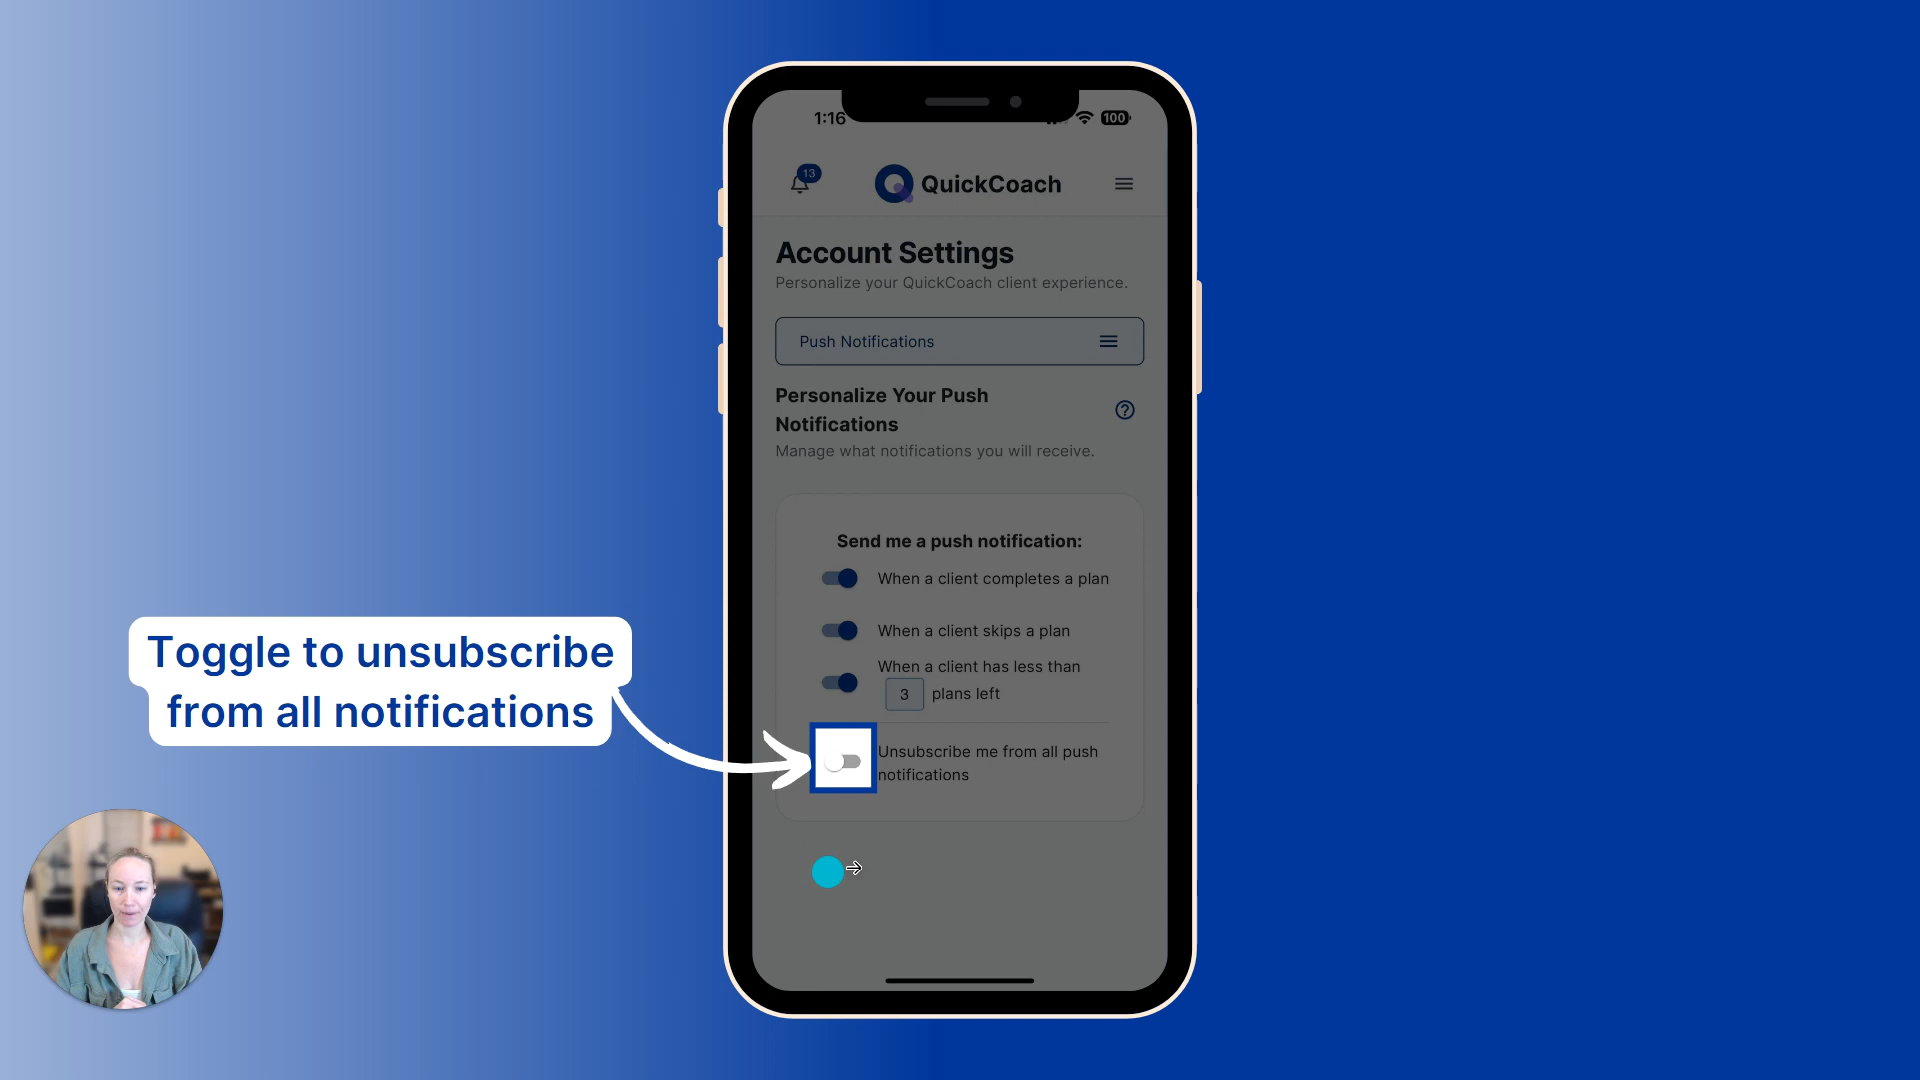 1:16
100
13
QuickCoach
Account Settings
Personalize your QuickCoach client experience.
Push Notifications
Personalize Your Push
Notifications
?
Manage what notifications you will receive.
Send me a push notification:
When a client completes a plan
When a client skips a plan
When a client has less than
3 plans left
Unsubscribe me from all push
notifications
Toggle to unsubscribe
from all notifications